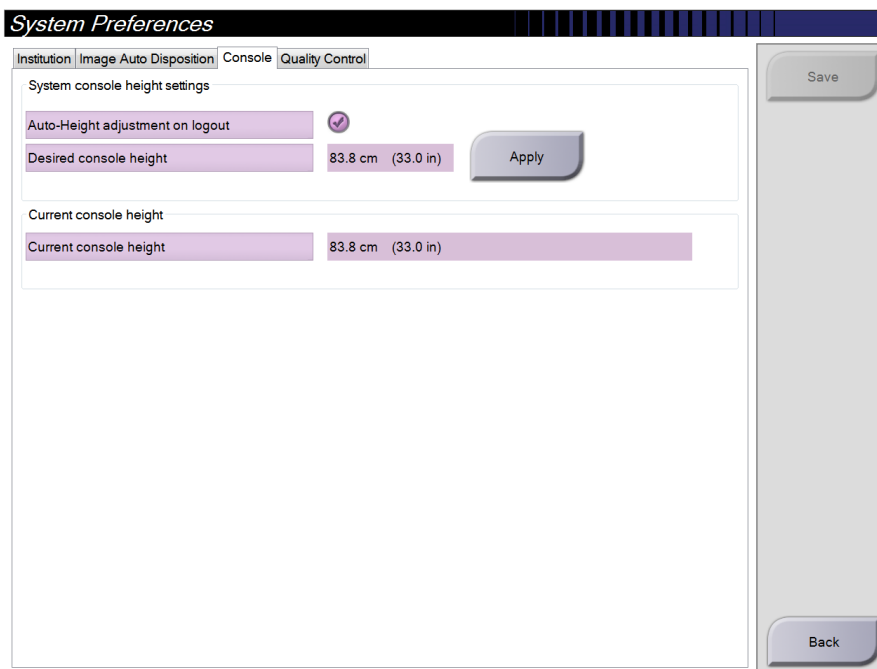 System Preferences
Institution Image Auto Disposition Console Quality Control
Save
System console height settings
Auto-Height adjustment on logout
Desired console height 83.8 cm (33.0 in) Apply
Current console height
Current console height 83.8 cm (33.0 in)
Back